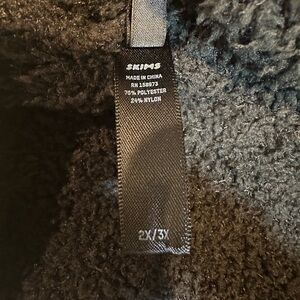 SKIMS
MADE IN CHINA
RN 158973
76% POLYESTER
24% NYLON
2X/3X